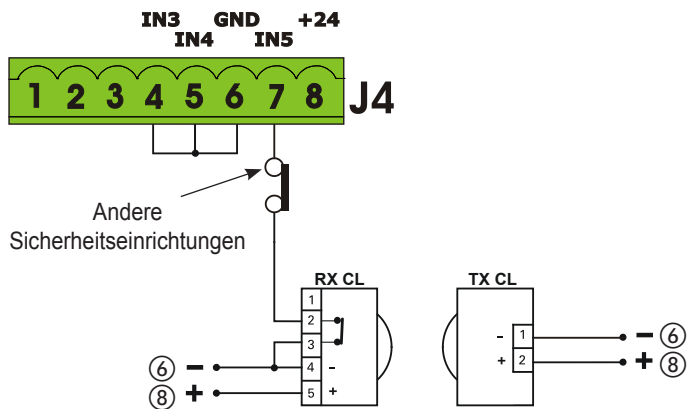 IN3 GND +24
IN4 IN5
1 2 3 4 5 6 7 8 J4
Andere
Sicherheitseinrichtungen
RX CL TX CL
1
2
3
4 -
5 +
- 1
+ 2
⑥ -
⑧ +
- ⑥
+ ⑧